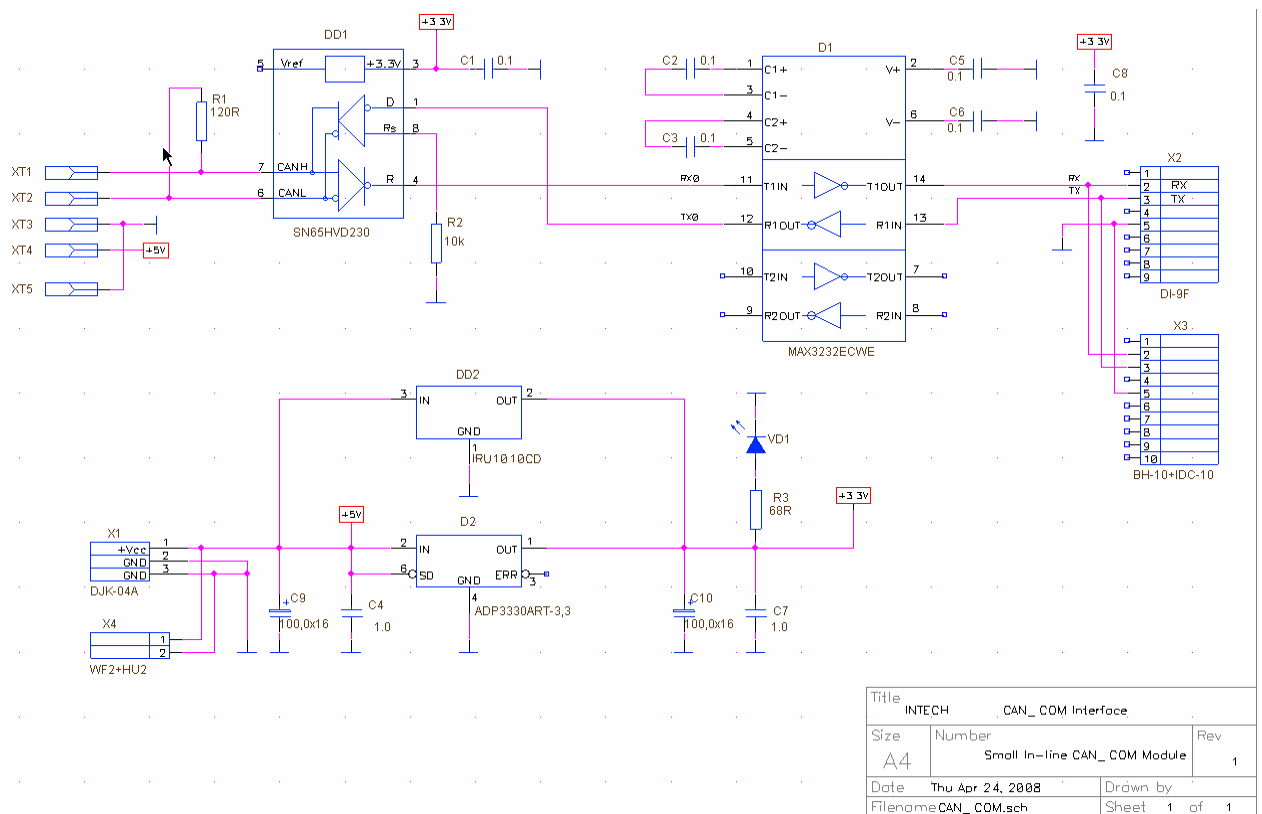 +3 3V
DD1
5 Vref +3.3V 3
C1 0.1
R1
120R
D 1
Rs 8
XT1
7 CANH
R 4
XT2
6 CANL
XT3
SN65HVD230
XT4
+5V
XT5
R2
10k
D1
C2 0.1
1 C1+
V+ 2
C5
0.1
3 C1-
4 C2+
V- 6
C6
0.1
C3 0.1
5 C2-
RX0
11 T1IN
T1OUT 14
TX0
12 R1OUT
R1IN 13
10 T2IN
T2OUT 7
9 R2OUT
R2IN 8
MAX3232ECWE
+3 3V
C8
0.1
RX
TX
X2
1
2 RX
3 TX
4
5
6
7
8
9
DI-9F
X3
1
2
3
4
5
6
7
8
9
10
BH-10+IDC-10
DD2
3 IN OUT 2
GND
1
IRU1010CD
VD1
R3
68R
+3 3V
+5V
D2
2 IN OUT 1
6 SD ERR 3
GND
4
ADP3330ART-3,3
X1
+Vcc 1
GND 2
GND 3
DJK-04A
X4
1
2
WF2+HU2
C9
+
100,0x16
C4
1.0
C10
+
100,0x16
C7
1.0
Title
INTECH CAN_COM Interface
Size Number Rev
A4 Small In-line CAN_COM Module 1
Date Thu Apr 24, 2008 Drawn by
Filename CAN_COM.sch Sheet 1 of 1